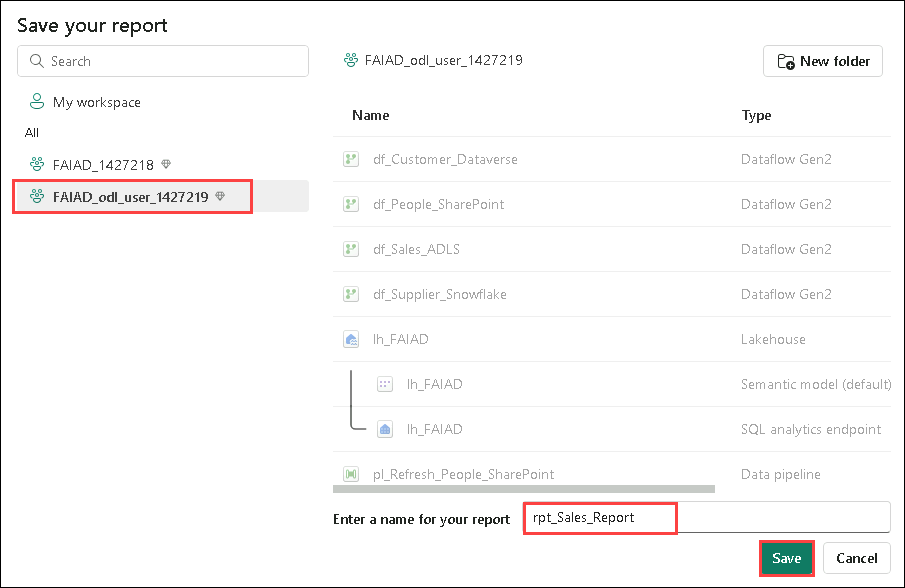 Save your report
Search
My workspace
All
FAIAD_1427218
FAIAD_odl_user_1427219
FAIAD_odl_user_1427219
New folder
Name Type
df_Customer_Dataverse Dataflow Gen2
df_People_SharePoint Dataflow Gen2
df_Sales_ADLS Dataflow Gen2
df_Supplier_Snowflake Dataflow Gen2
lh_FAIAD Lakehouse
lh_FAIAD Semantic model (default)
lh_FAIAD SQL analytics endpoint
pl_Refresh_People_SharePoint Data pipeline
Enter a name for your report rpt_Sales_Report
Save Cancel